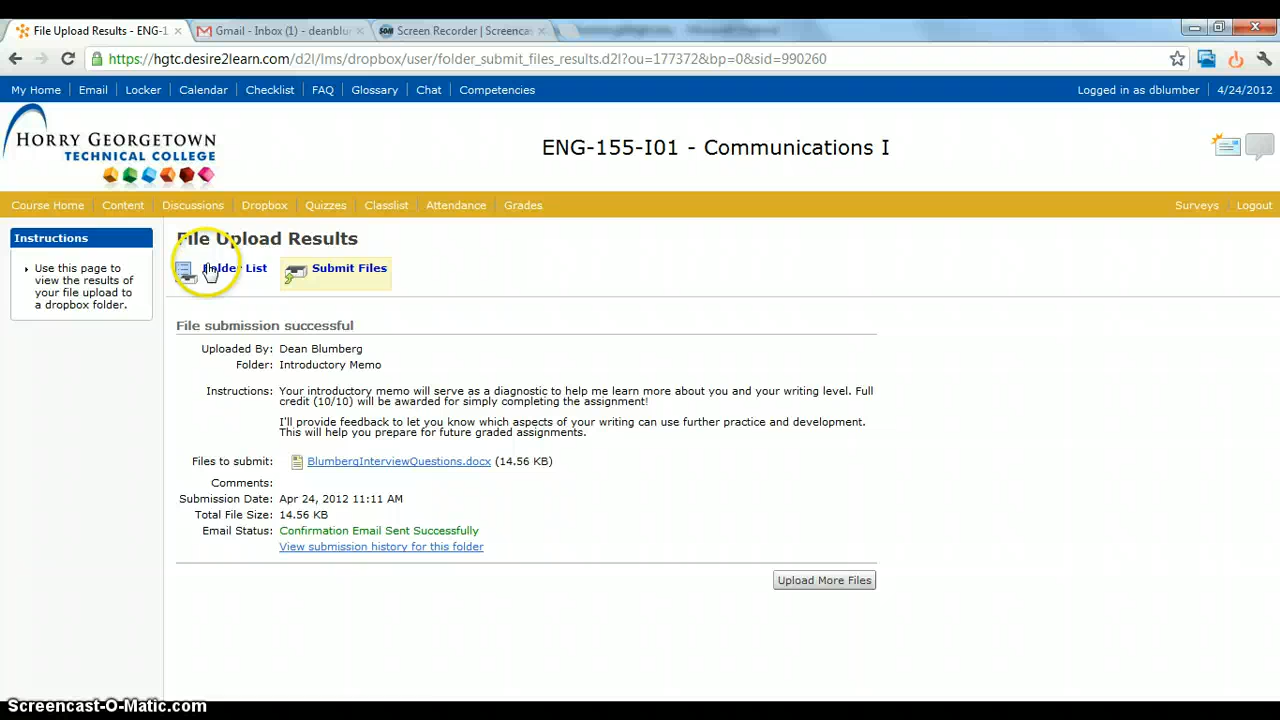 File Upload Results - ENG-1
Gmail - Inbox (1) - deanblu
Screen Recorder | Screencas
https://hgtc.desire2learn.com/d2l/lms/dropbox/user/folder_submit_files_results.d2l?ou=177372&bp=0&sid=990260
My Home Email Locker Calendar Checklist FAQ Glossary Chat Competencies Logged in as dblumber 4/24/2012
HORRY GEORGETOWN
TECHNICAL COLLEGE
ENG-155-I01 - Communications I
Course Home Content Discussions Dropbox Quizzes Classlist Attendance Grades Surveys Logout
Instructions
Use this page to
view the results of
your file upload to
a dropbox folder.
File Upload Results
Folder List Submit Files
File submission successful
Uploaded By: Dean Blumberg
Folder: Introductory Memo
Instructions: Your introductory memo will serve as a diagnostic to help me learn more about you and your writing level. Full
credit (10/10) will be awarded for simply completing the assignment!
I'll provide feedback to let you know which aspects of your writing can use further practice and development.
This will help you prepare for future graded assignments.
Files to submit: BlumbergInterviewQuestions.docx (14.56 KB)
Comments:
Submission Date: Apr 24, 2012 11:11 AM
Total File Size: 14.56 KB
Email Status: Confirmation Email Sent Successfully
View submission history for this folder
Upload More Files
Screencast-O-Matic.com